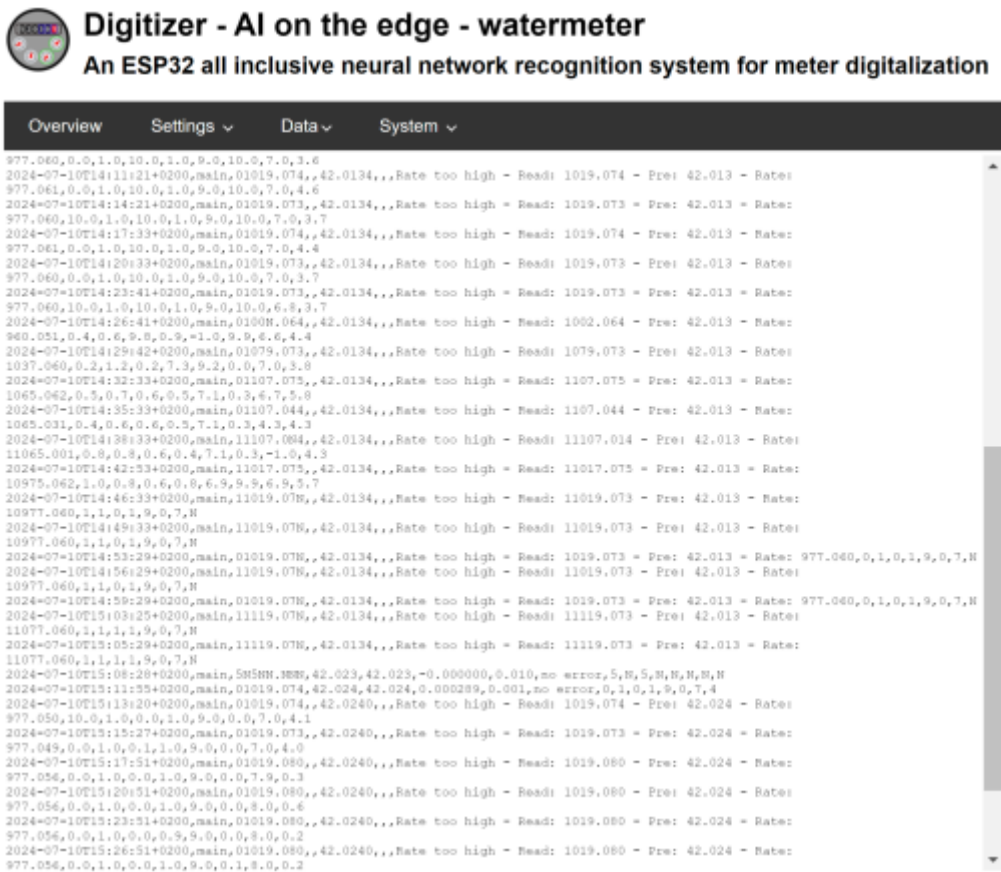 Digitizer - AI on the edge - watermeter
An ESP32 all inclusive neural network recognition system for meter digitalization
Overview Settings Data System
977.060,0.0,1.0,10.0,1.0,9.0,10.0,7.0,3.6
2024-07-10T14:11:21+0200,main,01019.074,,42.0134,,,Rate too high - Read: 1019.074 - Pre: 42.013 - Rate:
977.061,0.0,1.0,10.0,1.0,9.0,10.0,7.0,4.6
2024-07-10T14:14:21+0200,main,01019.073,,42.0134,,,Rate too high - Read: 1019.073 - Pre: 42.013 - Rate:
977.060,10.0,1.0,10.0,1.0,9.0,10.0,7.0,3.7
2024-07-10T14:17:33+0200,main,01019.074,,42.0134,,,Rate too high - Read: 1019.074 - Pre: 42.013 - Rate:
977.061,0.0,1.0,10.0,1.0,9.0,10.0,7.0,4.4
2024-07-10T14:20:33+0200,main,01019.073,,42.0134,,,Rate too high - Read: 1019.073 - Pre: 42.013 - Rate:
977.060,0.0,1.0,10.0,1.0,9.0,10.0,7.0,3.7
2024-07-10T14:23:41+0200,main,01019.073,,42.0134,,,Rate too high - Read: 1019.073 - Pre: 42.013 - Rate:
977.060,10.0,1.0,10.0,1.0,9.0,10.0,6.8,3.7
2024-07-10T14:26:41+0200,main,0100N.064,,42.0134,,,Rate too high - Read: 1002.064 - Pre: 42.013 - Rate:
960.051,0.4,0.6,9.8,0.9,-1.0,9.9,6.6,4.4
2024-07-10T14:29:42+0200,main,01079.073,,42.0134,,,Rate too high - Read: 1079.073 - Pre: 42.013 - Rate:
1037.060,0.2,1.2,0.2,7.3,9.2,0.0,7.0,3.8
2024-07-10T14:32:33+0200,main,01107.075,,42.0134,,,Rate too high - Read: 1107.075 - Pre: 42.013 - Rate:
1065.062,0.5,0.7,0.6,0.5,7.1,0.3,6.7,5.8
2024-07-10T14:35:33+0200,main,01107.044,,42.0134,,,Rate too high - Read: 1107.044 - Pre: 42.013 - Rate:
1065.031,0.4,0.6,0.6,0.5,7.1,0.3,4.3,4.3
2024-07-10T14:38:33+0200,main,11107.0N4,,42.0134,,,Rate too high - Read: 11107.014 - Pre: 42.013 - Rate:
11065.001,0.8,0.8,0.6,0.4,7.1,0.3,-1.0,4.3
2024-07-10T14:42:53+0200,main,11017.075,,42.0134,,,Rate too high - Read: 11017.075 - Pre: 42.013 - Rate:
10975.062,1.0,0.8,0.6,0.8,6.9,9.9,6.9,5.7
2024-07-10T14:46:33+0200,main,11019.07N,,42.0134,,,Rate too high - Read: 11019.073 - Pre: 42.013 - Rate:
10977.060,1,1,0,1,9,0,7,N
2024-07-10T14:49:33+0200,main,11019.07N,,42.0134,,,Rate too high - Read: 11019.073 - Pre: 42.013 - Rate:
10977.060,1,1,0,1,9,0,7,N
2024-07-10T14:53:29+0200,main,01019.07N,,42.0134,,,Rate too high - Read: 1019.073 - Pre: 42.013 - Rate: 977.060,0,1,0,1,9,0,7,N
2024-07-10T14:56:29+0200,main,11019.07N,,42.0134,,,Rate too high - Read: 11019.073 - Pre: 42.013 - Rate:
10977.060,1,1,0,1,9,0,7,N
2024-07-10T14:59:29+0200,main,01019.07N,,42.0134,,,Rate too high - Read: 1019.073 - Pre: 42.013 - Rate: 977.060,0,1,0,1,9,0,7,N
2024-07-10T15:03:25+0200,main,11119.07N,,42.0134,,,Rate too high - Read: 11119.073 - Pre: 42.013 - Rate:
11077.060,1,1,1,1,9,0,7,N
2024-07-10T15:05:29+0200,main,11119.07N,,42.0134,,,Rate too high - Read: 11119.073 - Pre: 42.013 - Rate:
11077.060,1,1,1,1,9,0,7,N
2024-07-10T15:08:28+0200,main,5N5NN.NNN,42.023,42.023,-0.000000,0.010,no error,5,N,5,N,N,N,N,N
2024-07-10T15:11:55+0200,main,01019.074,42.024,42.024,0.000289,0.001,no error,0,1,0,1,9,0,7,4
2024-07-10T15:13:20+0200,main,01019.074,,42.0240,,,Rate too high - Read: 1019.074 - Pre: 42.024 - Rate:
977.050,10.0,1.0,0.0,1.0,9.0,0.0,7.0,4.1
2024-07-10T15:15:27+0200,main,01019.073,,42.0240,,,Rate too high - Read: 1019.073 - Pre: 42.024 - Rate:
977.049,0.0,1.0,0.1,1.0,9.0,0.0,7.0,4.0
2024-07-10T15:17:51+0200,main,01019.080,,42.0240,,,Rate too high - Read: 1019.080 - Pre: 42.024 - Rate:
977.056,0.0,1.0,0.0,1.0,9.0,0.0,7.9,0.3
2024-07-10T15:20:51+0200,main,01019.080,,42.0240,,,Rate too high - Read: 1019.080 - Pre: 42.024 - Rate:
977.056,0.0,1.0,0.0,1.0,9.0,0.0,8.0,0.6
2024-07-10T15:23:51+0200,main,01019.080,,42.0240,,,Rate too high - Read: 1019.080 - Pre: 42.024 - Rate:
977.056,0.0,1.0,0.0,0.9,9.0,0.0,8.0,0.2
2024-07-10T15:26:51+0200,main,01019.080,,42.0240,,,Rate too high - Read: 1019.080 - Pre: 42.024 - Rate:
977.056,0.0,1.0,0.0,1.0,9.0,0.1,8.0,0.2